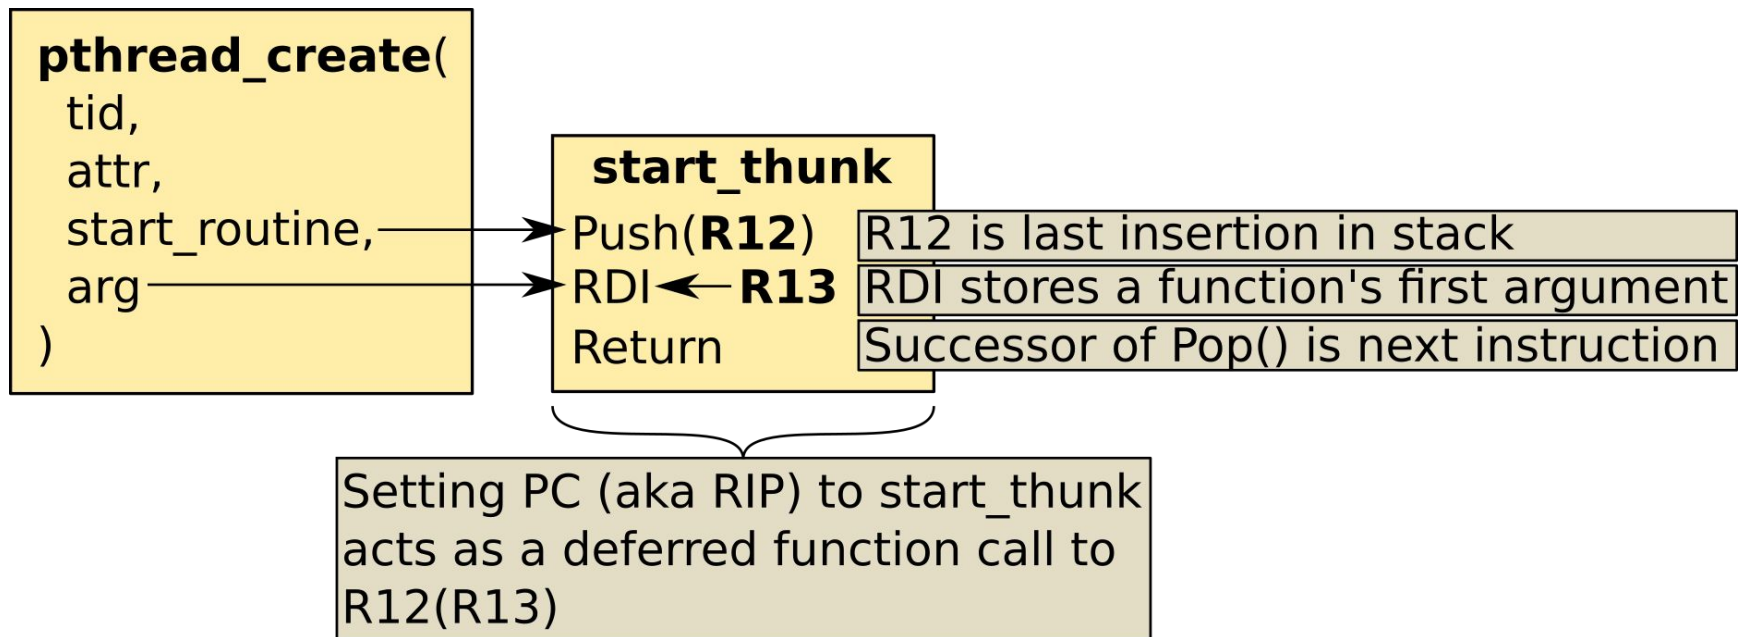 pthread_create(
tid,
attr,
start_routine,
arg
)
start_thunk
Push(R12)
RDI R13
Return
R12 is last insertion in stack
RDI stores a function's first argument
Successor of Pop() is next instruction
Setting PC (aka RIP) to start_thunk
acts as a deferred function call to
R12(R13)